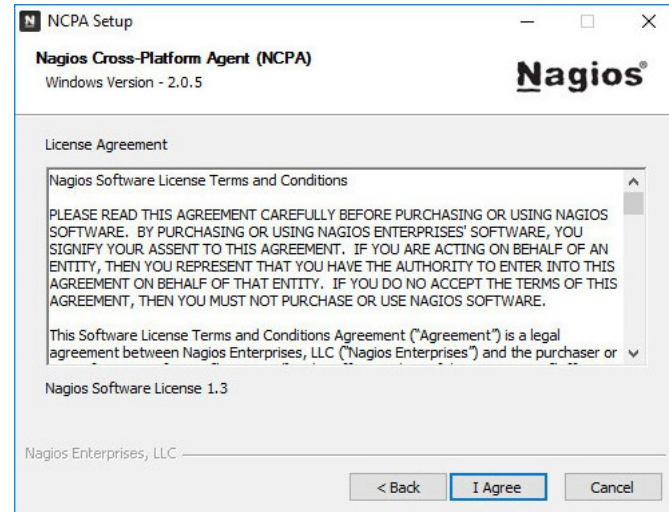 N NCPA Setup
Nagios Cross-Platform Agent (NCPA)
Windows Version - 2.0.5
Nagios®
License Agreement
Nagios Software License Terms and Conditions
PLEASE READ THIS AGREEMENT CAREFULLY BEFORE PURCHASING OR USING NAGIOS
SOFTWARE. BY PURCHASING OR USING NAGIOS ENTERPRISES' SOFTWARE, YOU
SIGNIFY YOUR ASSENT TO THIS AGREEMENT. IF YOU ARE ACTING ON BEHALF OF AN
ENTITY, THEN YOU REPRESENT THAT YOU HAVE THE AUTHORITY TO ENTER INTO THIS
AGREEMENT ON BEHALF OF THAT ENTITY. IF YOU DO NO ACCEPT THE TERMS OF THIS
AGREEMENT, THEN YOU MUST NOT PURCHASE OR USE NAGIOS SOFTWARE.
This Software License Terms and Conditions Agreement ("Agreement") is a legal
agreement between Nagios Enterprises, LLC ("Nagios Enterprises") and the purchaser or
Nagios Software License 1.3
Nagios Enterprises, LLC
< Back
I Agree
Cancel